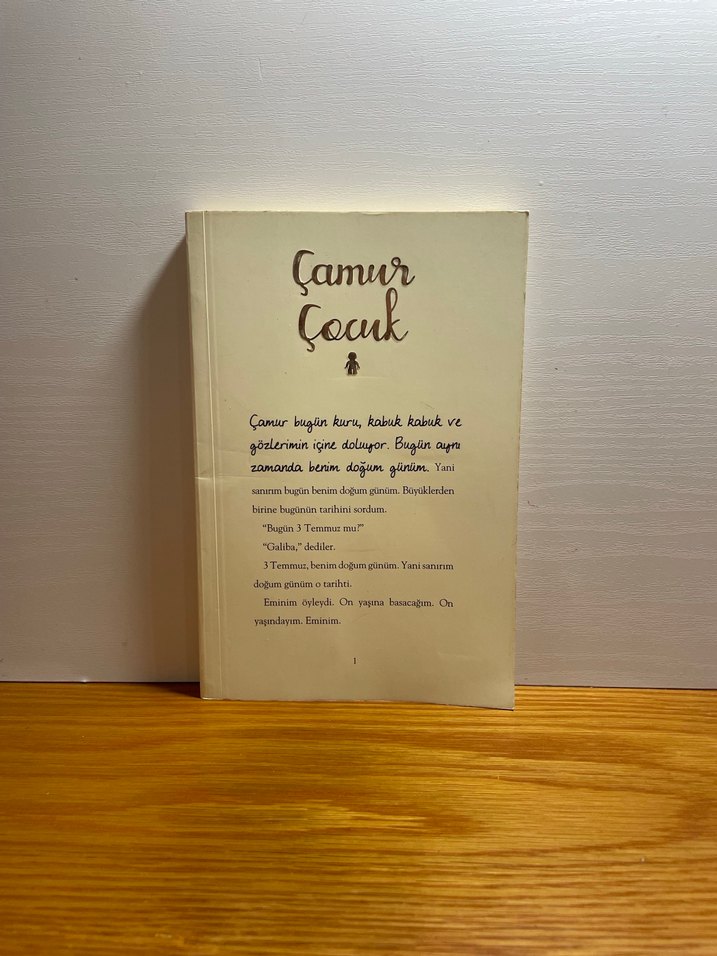 Çamur
Çocuk
Çamur bugün kuru, kabuk kabuk ve
gözlerimin içine doluyor. Bugün aynı
zamanda benim doğum günüm. Yani
sanırım bugün benim doğum günüm. Büyüklerden
birine bugünün tarihini sordum.
“Bugün 3 Temmuz mu?”
“Galiba,” dediler.
3 Temmuz, benim doğum günüm. Yani sanırım
doğum günüm o tarihti.
Eminim öyleydi. On yaşına basacağım. On
yaşındayım. Eminim.
1